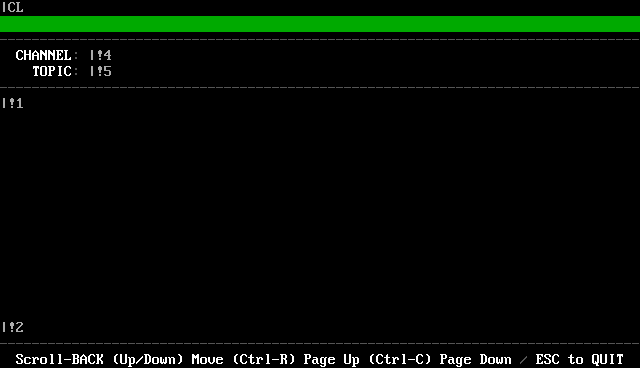 |CL
CHANNEL: |!4
TOPIC: |!5
|!1
|!2
Scroll-BACK (Up/Down) Move (Ctrl-R) Page Up (Ctrl-C) Page Down / ESC to QUIT